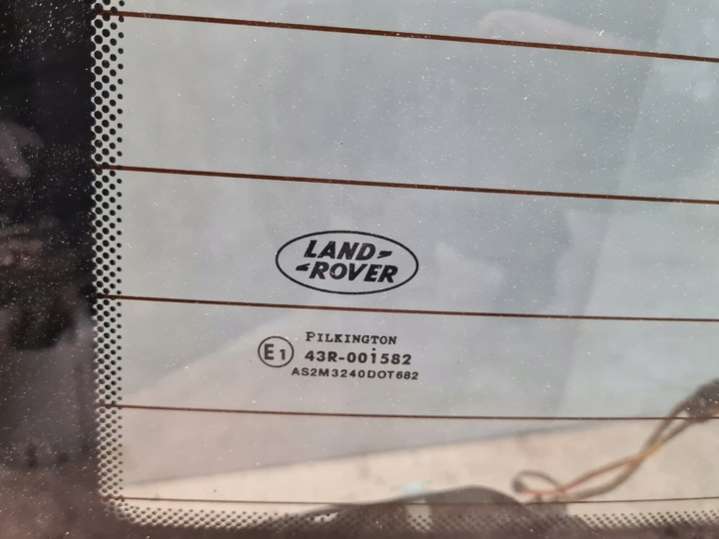 LAND-
-ROVER
PILKINGTON
E1 43R-001582
AS2M3240DOT682